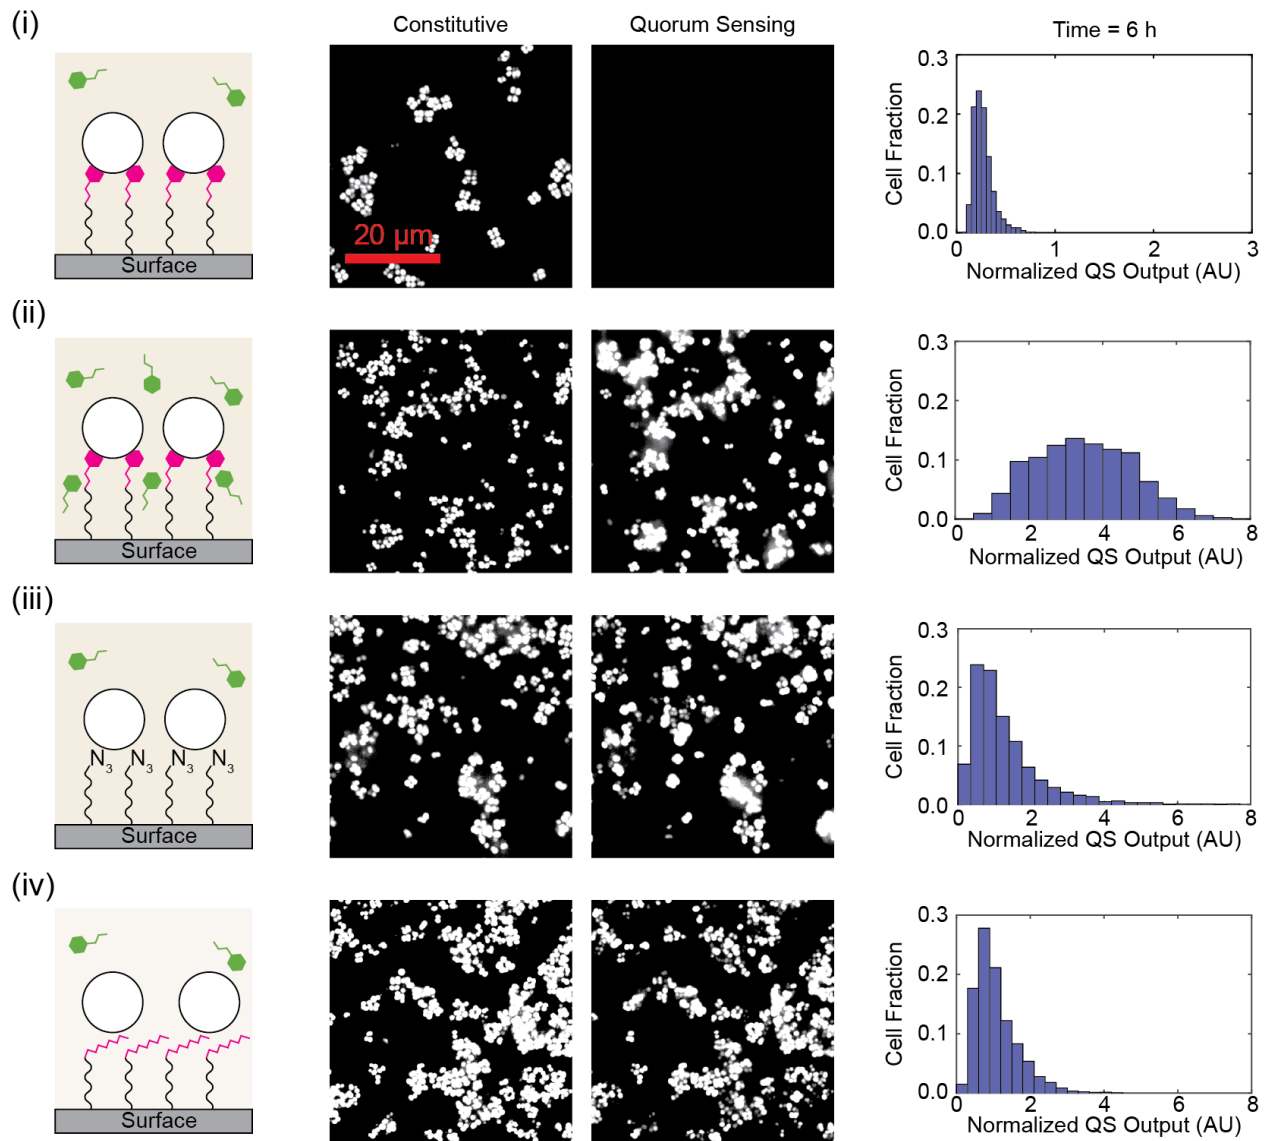 (i)
Constitutive
Quorum Sensing
Time = 6 h
20 µm
Surface
0.3
0.2
0.1
0.0
Cell Fraction
0 1 2 3
Normalized QS Output (AU)
(ii)
Surface
0.3
0.2
0.1
0.0
Cell Fraction
0 2 4 6 8
Normalized QS Output (AU)
(iii)
N3 N3 N3 N3
Surface
0.3
0.2
0.1
0.0
Cell Fraction
0 2 4 6 8
Normalized QS Output (AU)
(iv)
Surface
0.3
0.2
0.1
0.0
Cell Fraction
0 2 4 6 8
Normalized QS Output (AU)